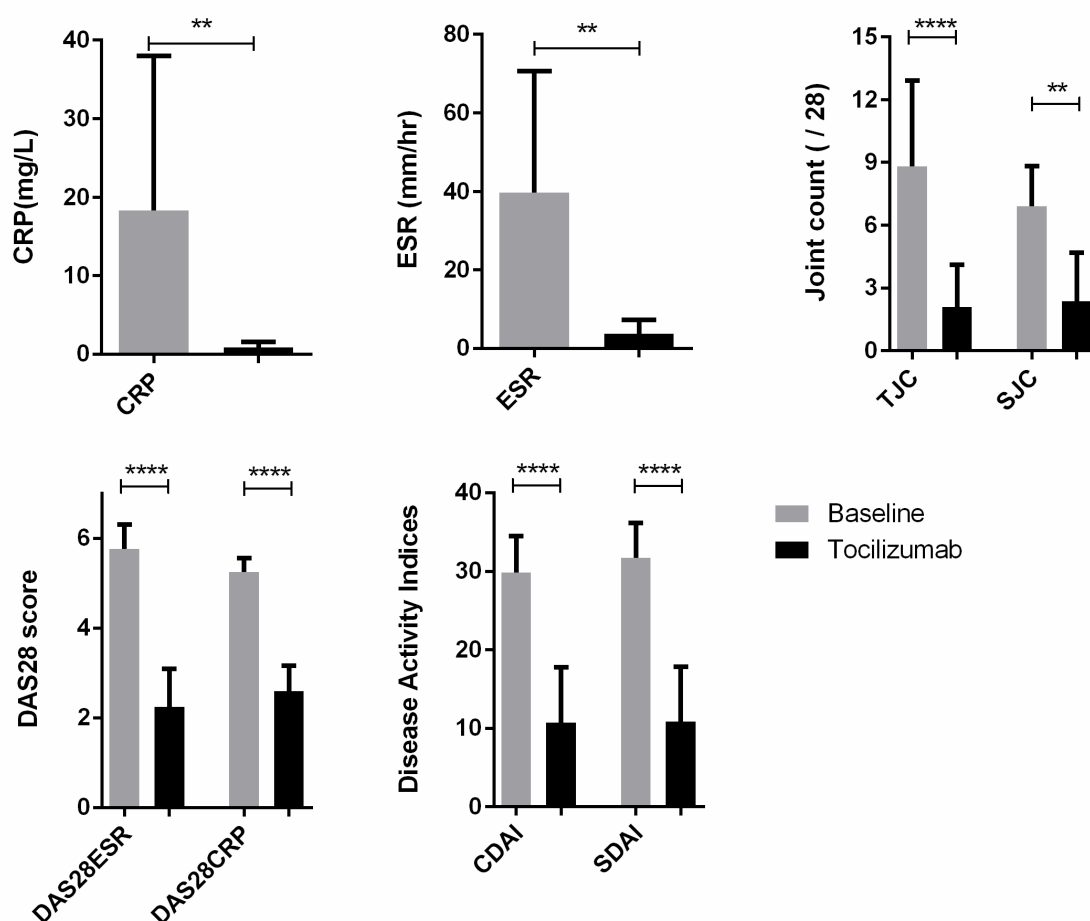 **
40
30
20
10
0
CRP(mg/L)
CRP
**
80
60
40
20
0
ESR (mm/hr)
ESR
****
**
15
12
9
6
3
0
Joint count ( / 28)
TJC
SJC
****
****
6
4
2
0
DAS28 score
DAS28ESR
DAS28CRP
****
****
40
30
20
10
0
Disease Activity Indices
CDAI
SDAI
Baseline
Tocilizumab